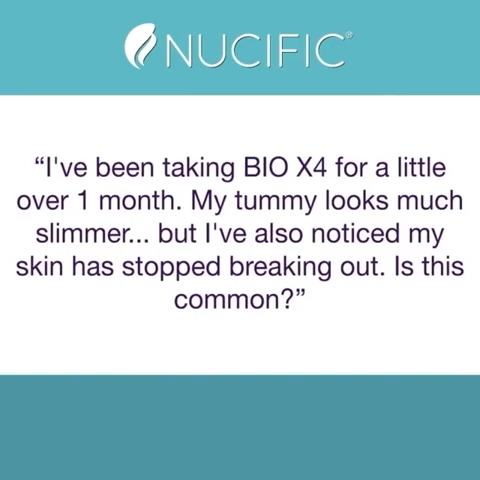 NUCIFIC®
“I've been taking BIO X4 for a little
over 1 month. My tummy looks much
slimmer... but I've also noticed my
skin has stopped breaking out. Is this
common?”